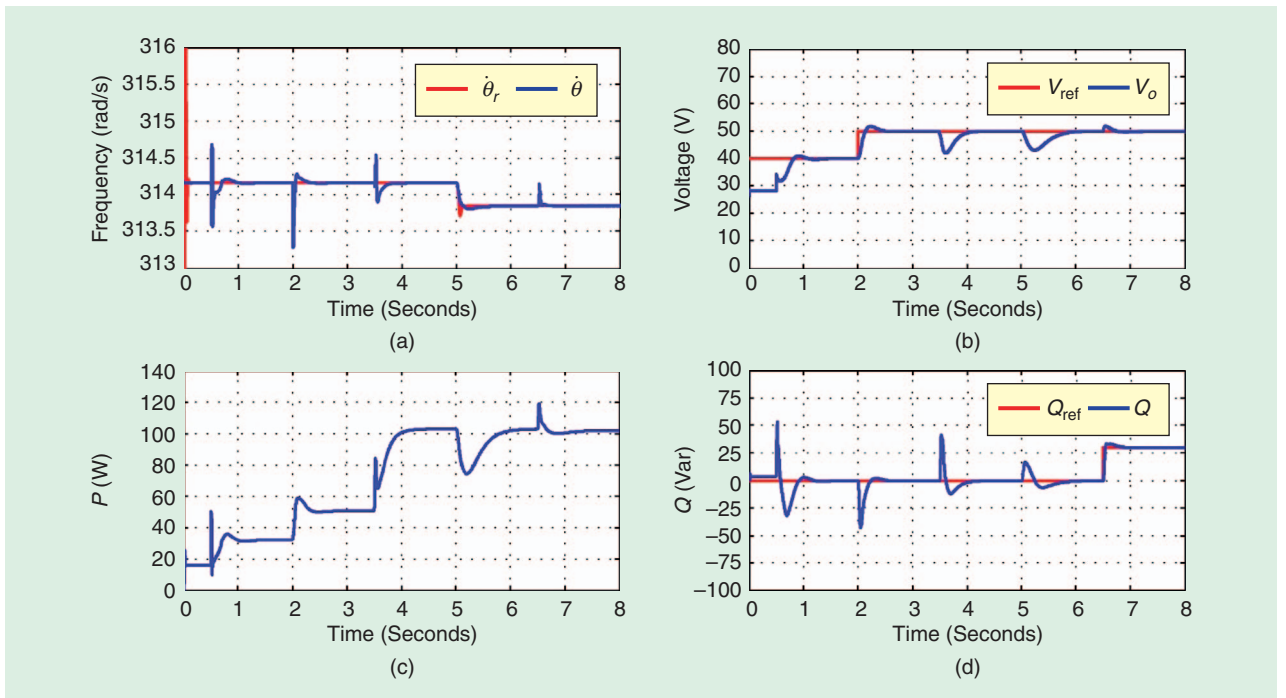 316
315.5
315
314.5
314
313.5
313
Frequency (rad/s)
θ̇r θ̇
0 1 2 3 4 5 6 7 8
Time (Seconds)
(a)
80
70
60
50
40
30
20
10
0
Voltage (V)
Vref Vo
0 1 2 3 4 5 6 7 8
Time (Seconds)
(b)
140
120
100
80
60
40
20
0
P (W)
0 1 2 3 4 5 6 7 8
Time (Seconds)
(c)
100
75
50
25
0
−25
−50
−75
−100
Q (Var)
Qref Q
0 1 2 3 4 5 6 7 8
Time (Seconds)
(d)